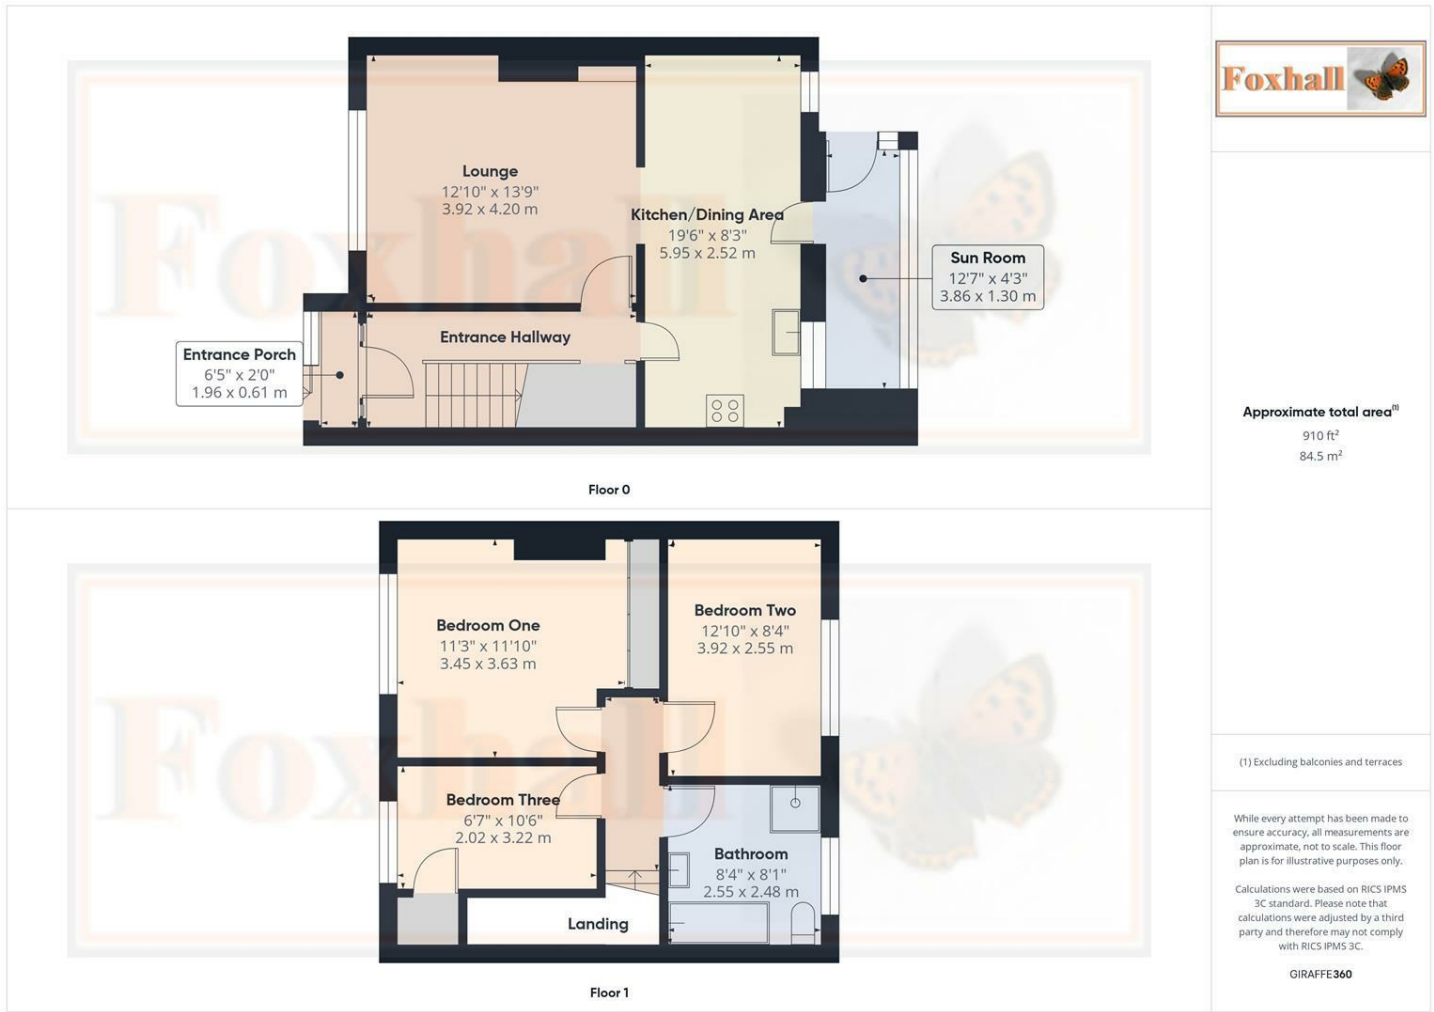 Foxhall
Lounge
12'10" x 13'9"
3.92 x 4.20 m
Kitchen/Dining Area
19'6" x 8'3"
5.95 x 2.52 m
Sun Room
12'7" x 4'3"
3.86 x 1.30 m
Entrance Hallway
Entrance Porch
6'5" x 2'0"
1.96 x 0.61 m
Foxhall
Floor 0
Bedroom One
11'3" x 11'10"
3.45 x 3.63 m
Bedroom Two
12'10" x 8'4"
3.92 x 2.55 m
Bedroom Three
6'7" x 10'6"
2.02 x 3.22 m
Bathroom
8'4" x 8'1"
2.55 x 2.48 m
Landing
Foxhall
Floor 1
Approximate total area(1)
910 ft²
84.5 m²
(1) Excluding balconies and terraces
While every attempt has been made to
ensure accuracy, all measurements are
approximate, not to scale. This floor
plan is for illustrative purposes only.
Calculations were based on RICS IPMS
3C standard. Please note that
calculations were adjusted by a third
party and therefore may not comply
with RICS IPMS 3C.
GIRAFFE360